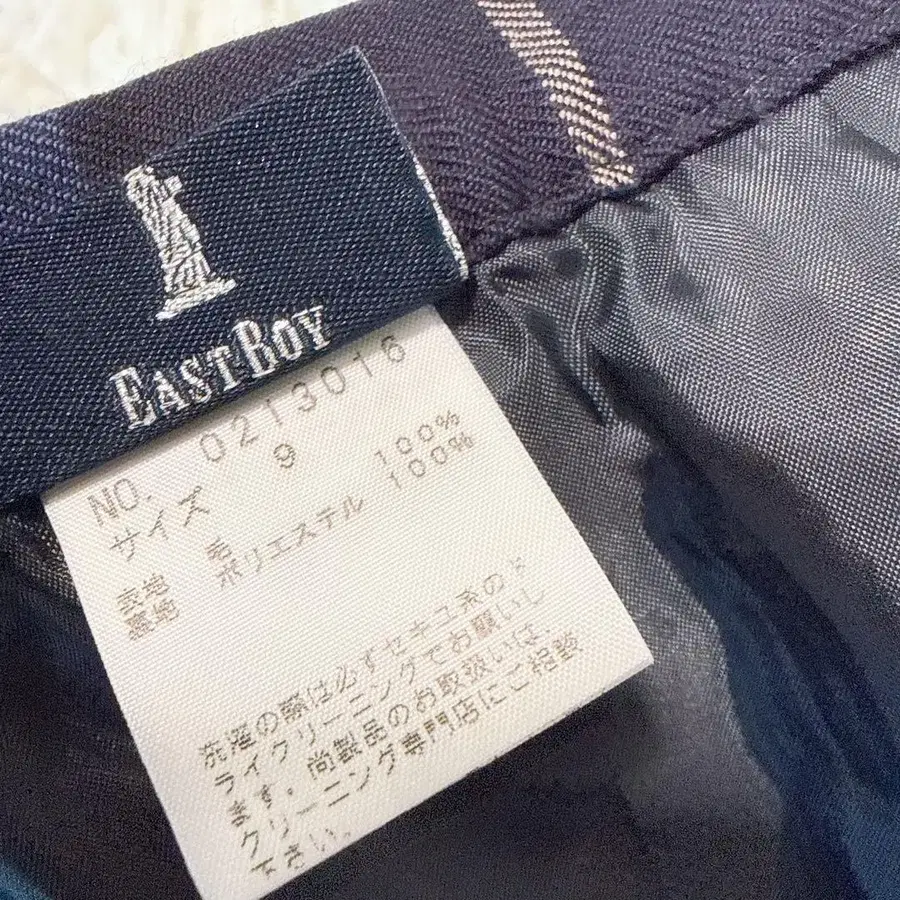 EASTBOY
NO. 0213016
サイズ 9
表地 毛 100%
裏地 ポリエステル 100%
洗濯の際は必ずセキユ系のド
ライクリーニングでお願いし
ます。尚製品のお取扱いは、
クリーニング専門店にご相談
下さい。